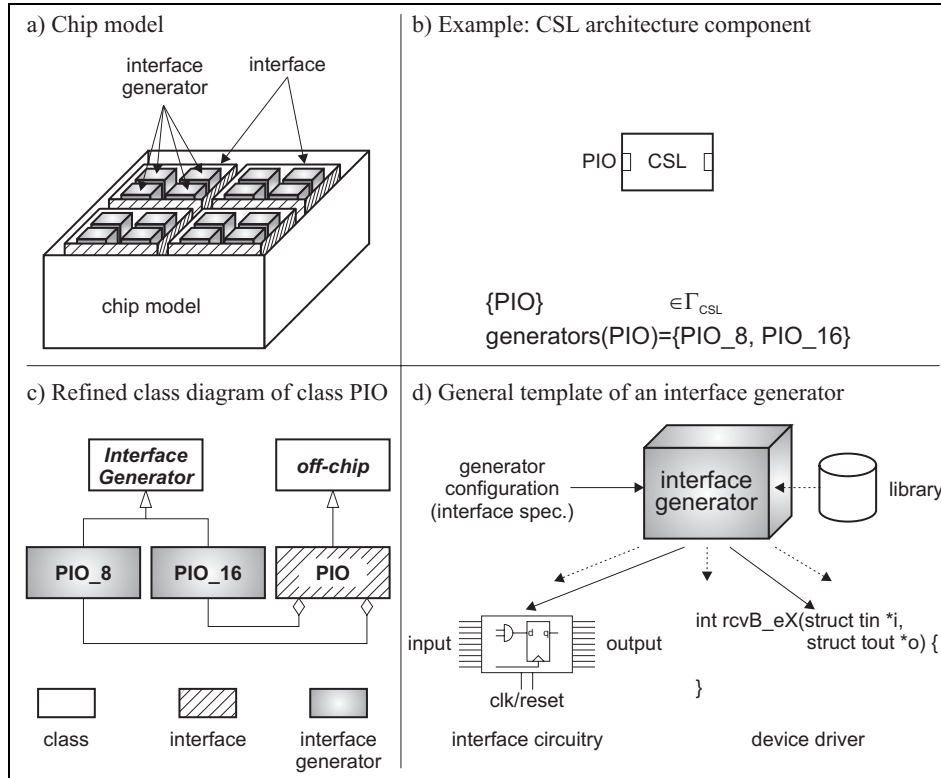 a) Chip model
interface
generator
interface
chip model
b) Example: CSL architecture component
PIO
CSL
{PIO} ∈Γ_CSL
generators(PIO)={PIO_8, PIO_16}
c) Refined class diagram of class PIO
Interface
Generator
off-chip
PIO_8
PIO_16
PIO
class
interface
interface
generator
d) General template of an interface generator
generator
configuration
(interface spec.)
interface
generator
library
input
d q
output
clk/reset
interface circuitry
int rcvB_eX(struct tin *i,
struct tout *o) {
}
device driver